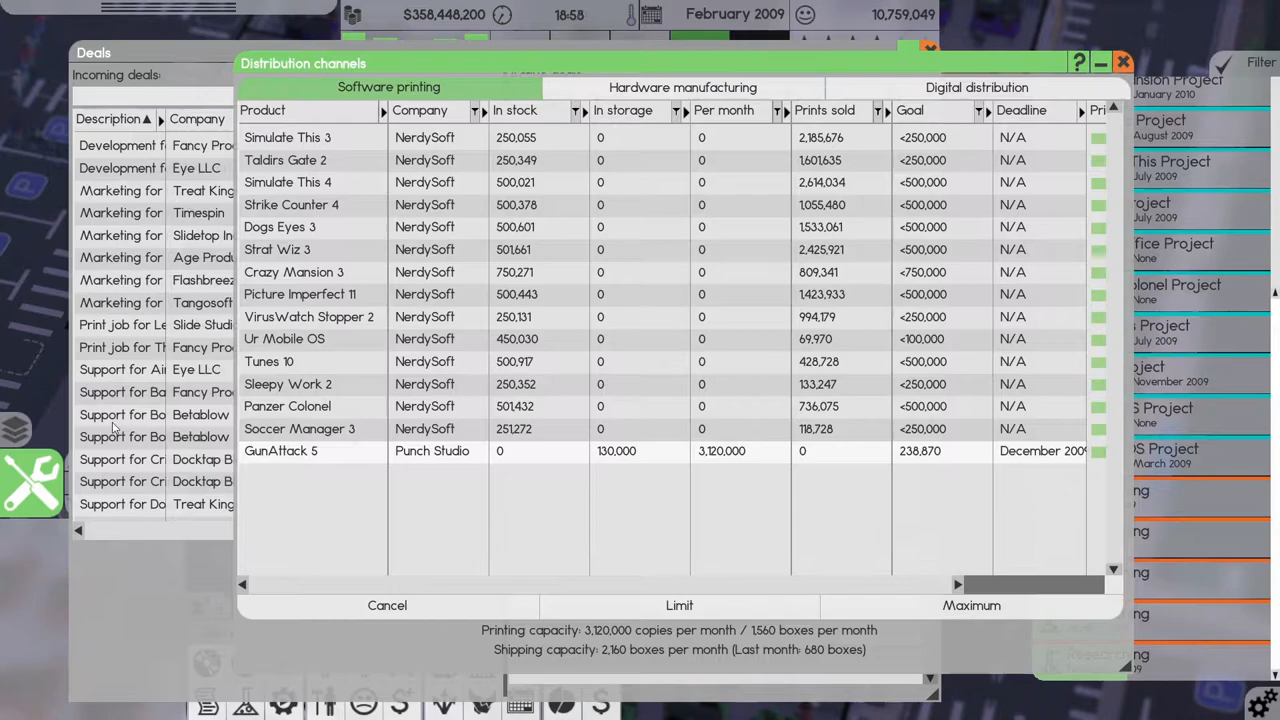 $358,448,200 18:58 February 2009 10,759,049
Deals
Incoming deals:
Description Company
Development f Fancy Pro
Development f Eye LLC
Marketing for Treat King
Marketing for Timespin
Marketing for Slidetop In
Marketing for Age Produ
Marketing for Flashbreez
Marketing for Tangosoft
Print job for Le Slide Studi
Print job for Th Fancy Pro
Support for Ai Eye LLC
Support for Ba Fancy Pro
Support for Bo Betablow
Support for Bo Betablow
Support for Cr Docktap B
Support for Cr Docktap B
Support for Do Treat King
Distribution channels ?
Software printing Hardware manufacturing Digital distribution
Product Company In stock In storage Per month Prints sold Goal Deadline Pri
Simulate This 3 NerdySoft 250,055 0 0 2,185,676 <250,000 N/A
Taldirs Gate 2 NerdySoft 250,349 0 0 1,601,635 <250,000 N/A
Simulate This 4 NerdySoft 500,021 0 0 2,614,034 <500,000 N/A
Strike Counter 4 NerdySoft 500,378 0 0 1,055,480 <500,000 N/A
Dogs Eyes 3 NerdySoft 500,601 0 0 1,533,061 <500,000 N/A
Strat Wiz 3 NerdySoft 501,661 0 0 2,425,921 <500,000 N/A
Crazy Mansion 3 NerdySoft 750,271 0 0 809,341 <750,000 N/A
Picture Imperfect 11 NerdySoft 500,443 0 0 1,423,933 <500,000 N/A
VirusWatch Stopper 2 NerdySoft 250,131 0 0 994,179 <250,000 N/A
Ur Mobile OS NerdySoft 450,030 0 0 69,970 <100,000 N/A
Tunes 10 NerdySoft 500,917 0 0 428,728 <500,000 N/A
Sleepy Work 2 NerdySoft 250,352 0 0 133,247 <250,000 N/A
Panzer Colonel NerdySoft 501,432 0 0 736,075 <500,000 N/A
Soccer Manager 3 NerdySoft 251,272 0 0 118,728 <250,000 N/A
GunAttack 5 Punch Studio 0 130,000 3,120,000 0 238,870 December 2009
Cancel Limit Maximum
Printing capacity: 3,120,000 copies per month / 1,560 boxes per month
Shipping capacity: 2,160 boxes per month (Last month: 680 boxes)
Filter
nsion Project
January 2010
Project
August 2009
This Project
July 2009
roject
July 2009
ffice Project
None
olonel Project
None
s Project
July 2009
oject
November 2009
S Project
None
OS Project
March 2009
ng
9
ng
ng
ng
ng